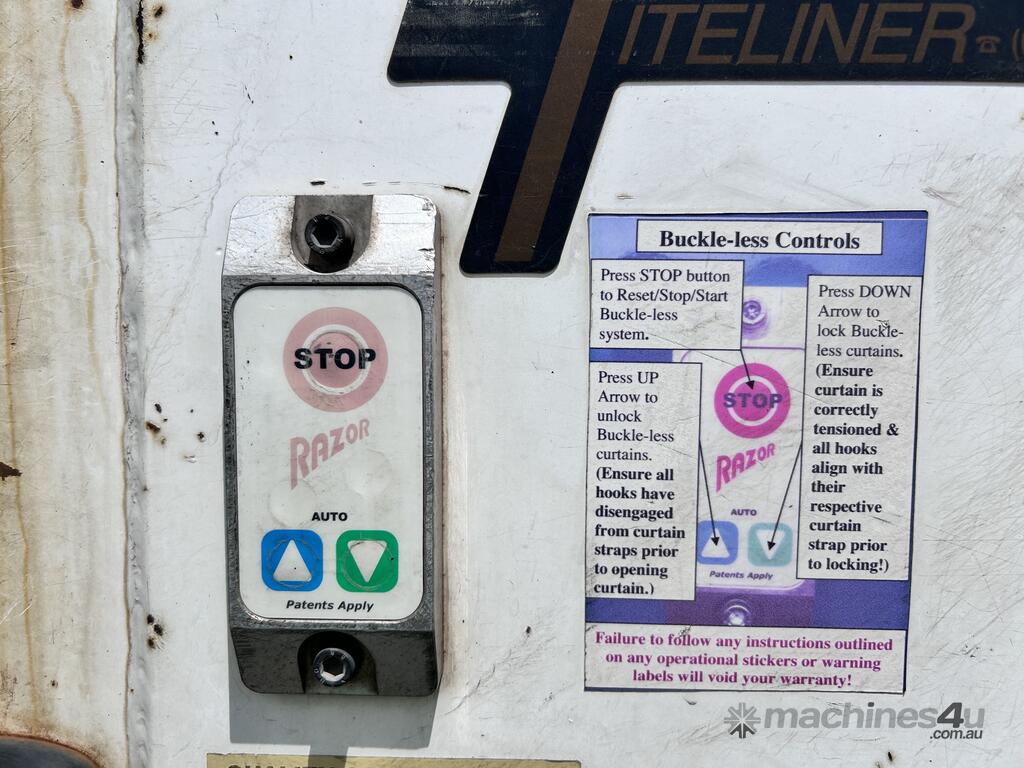 TITELINER
STOP
RAZOR
AUTO
Patents Apply
Buckle-less Controls
Press STOP button
to Reset/Stop/Start
Buckle-less
system.
Press DOWN
Arrow to
lock Buckle-
less curtains.
(Ensure
curtain is
correctly
tensioned &
all hooks
align with
their
respective
curtain
strap prior
to locking!)
Press UP
Arrow to
unlock
Buckle-less
curtains.
(Ensure all
hooks have
disengaged
from curtain
straps prior
to opening
curtain.)
STOP
RAZOR
AUTO
Patents Apply
Failure to follow any instructions outlined
on any operational stickers or warning
labels will void your warranty!
machines4u
.com.au